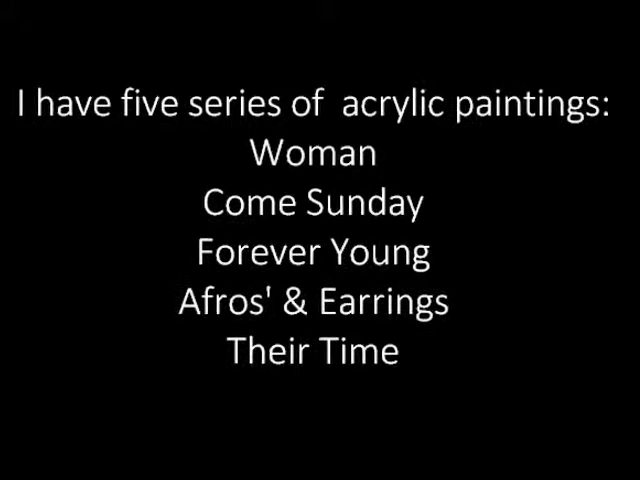 I have five series of  acrylic paintings:
Woman
Come Sunday
Forever Young
Afros' & Earrings
Their Time